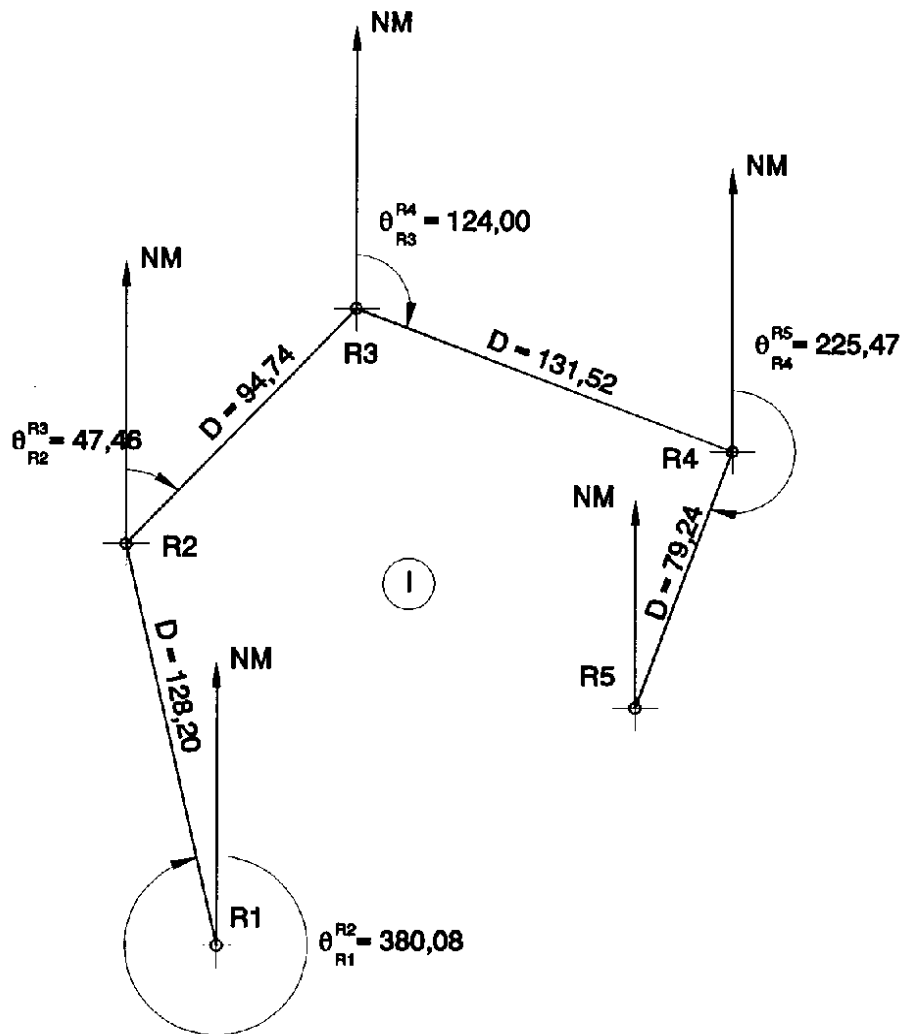 NM
θ R4 R3 = 124,00
NM
NM
R3
D = 131,52
θ R5 R4 = 225,47
D = 94,74
θ R3 R2 = 47,46
R4
NM
R2
D = 79,24
I
D = 128,20
NM
R5
R1
θ R2 R1 = 380,08